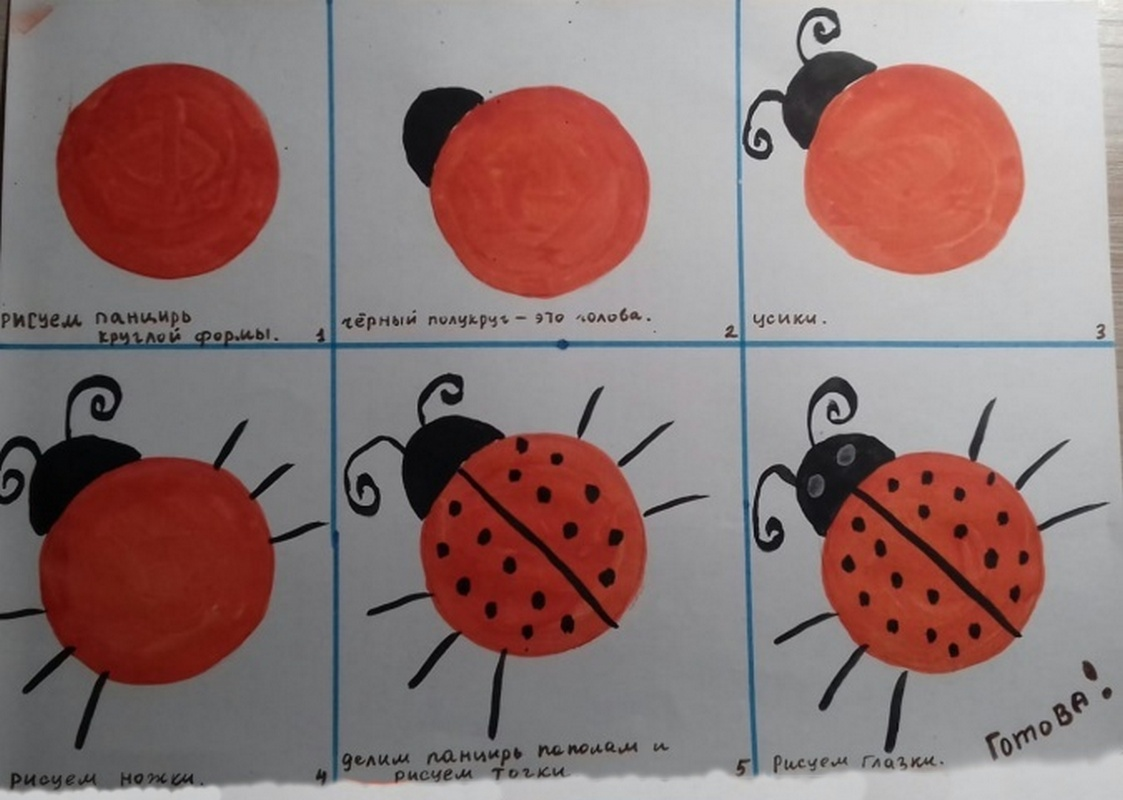 рисуем панцирь
круглой формы. 1
чёрный полукруг - это голова. 2
усики. 3
рисуем ножки. 4
делим панцирь пополам и
рисуем точки 5
Рисуем глазки.
Готова!